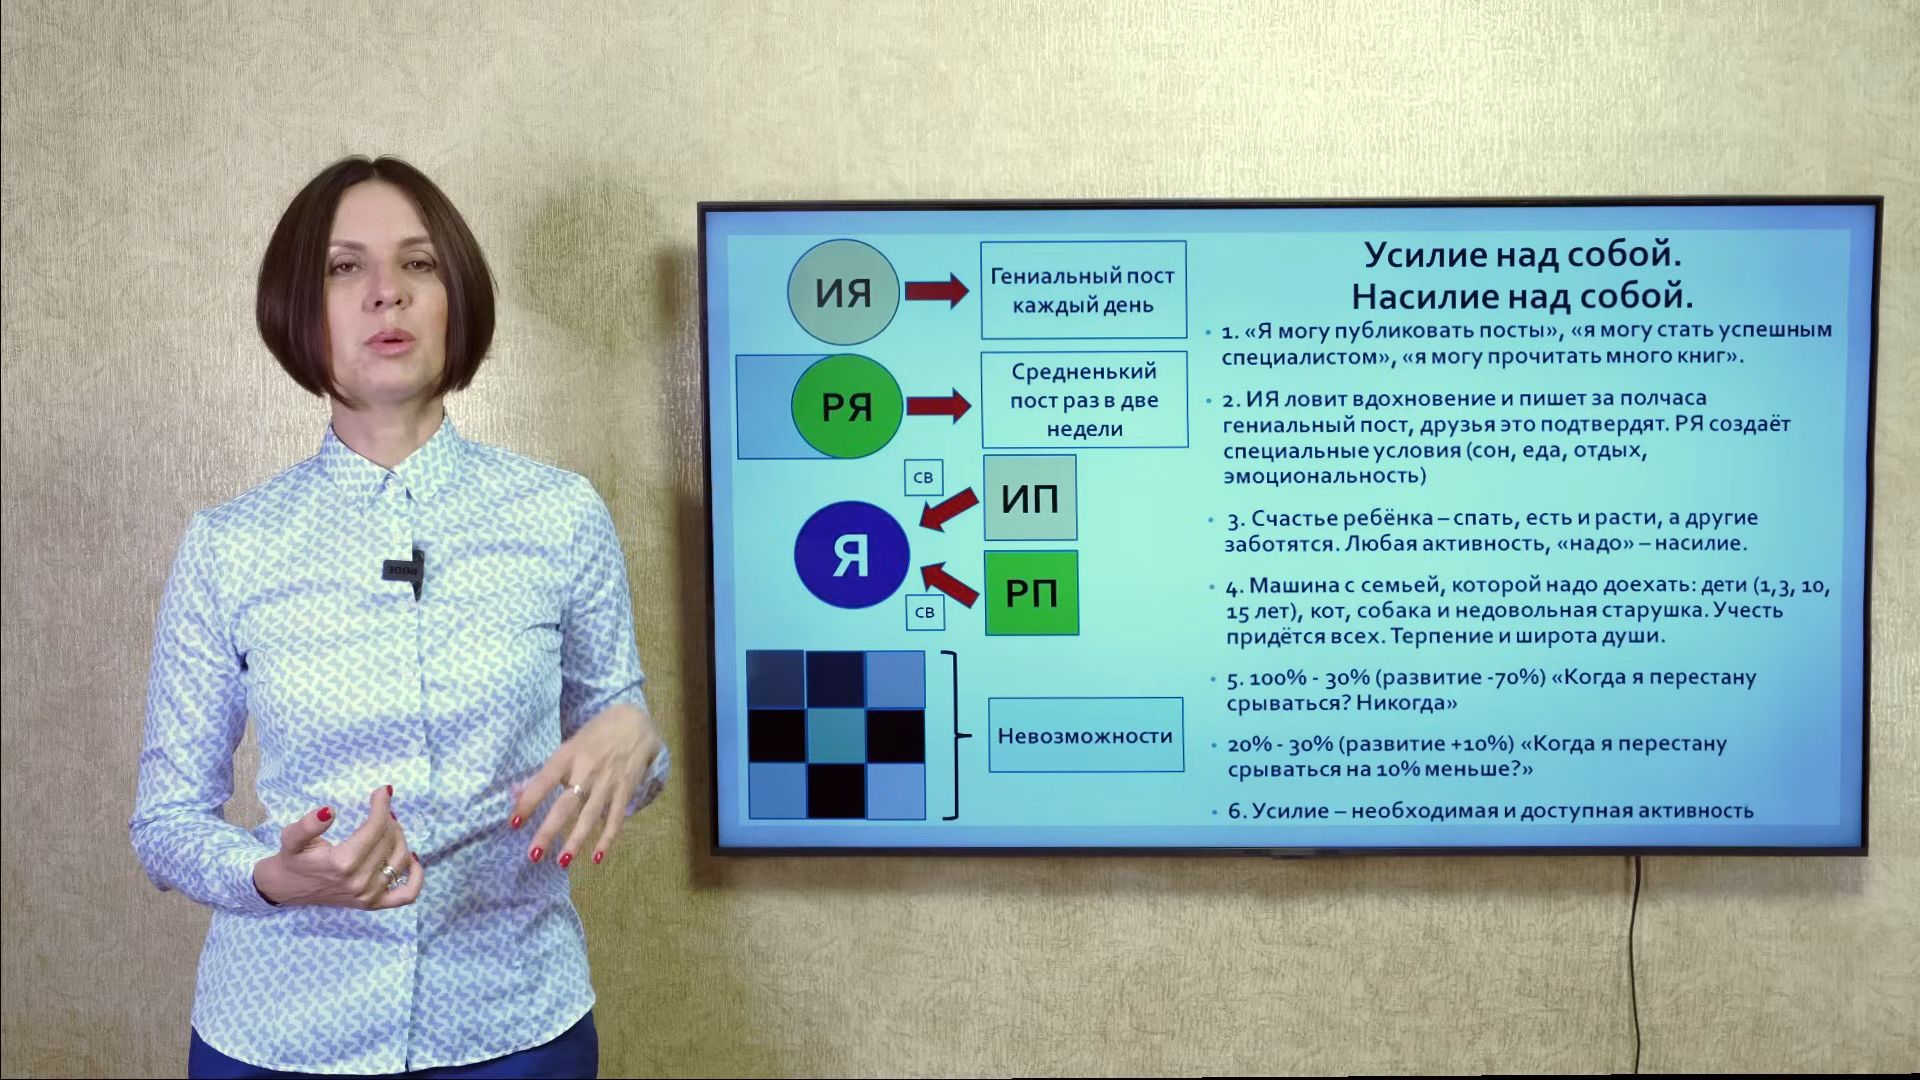 ИЯ
Гениальный пост
каждый день
РЯ
Средненький
пост раз в две
недели
св
ИП
Я
св
РП
Невозможности
Усилие над собой.
Насилие над собой.
1. «Я могу публиковать посты», «я могу стать успешным
специалистом», «я могу прочитать много книг».
2. ИЯ ловит вдохновение и пишет за полчаса
гениальный пост, друзья это подтвердят. РЯ создаёт
специальные условия (сон, еда, отдых,
эмоциональность)
3. Счастье ребёнка – спать, есть и расти, а другие
заботятся. Любая активность, «надо» – насилие.
4. Машина с семьей, которой надо доехать: дети (1,3, 10,
15 лет), кот, собака и недовольная старушка. Учесть
придётся всех. Терпение и широта души.
5. 100% - 30% (развитие -70%) «Когда я перестану
срываться? Никогда»
20% - 30% (развитие +10%) «Когда я перестану
срываться на 10% меньше?»
6. Усилие – необходимая и доступная активность
RODE